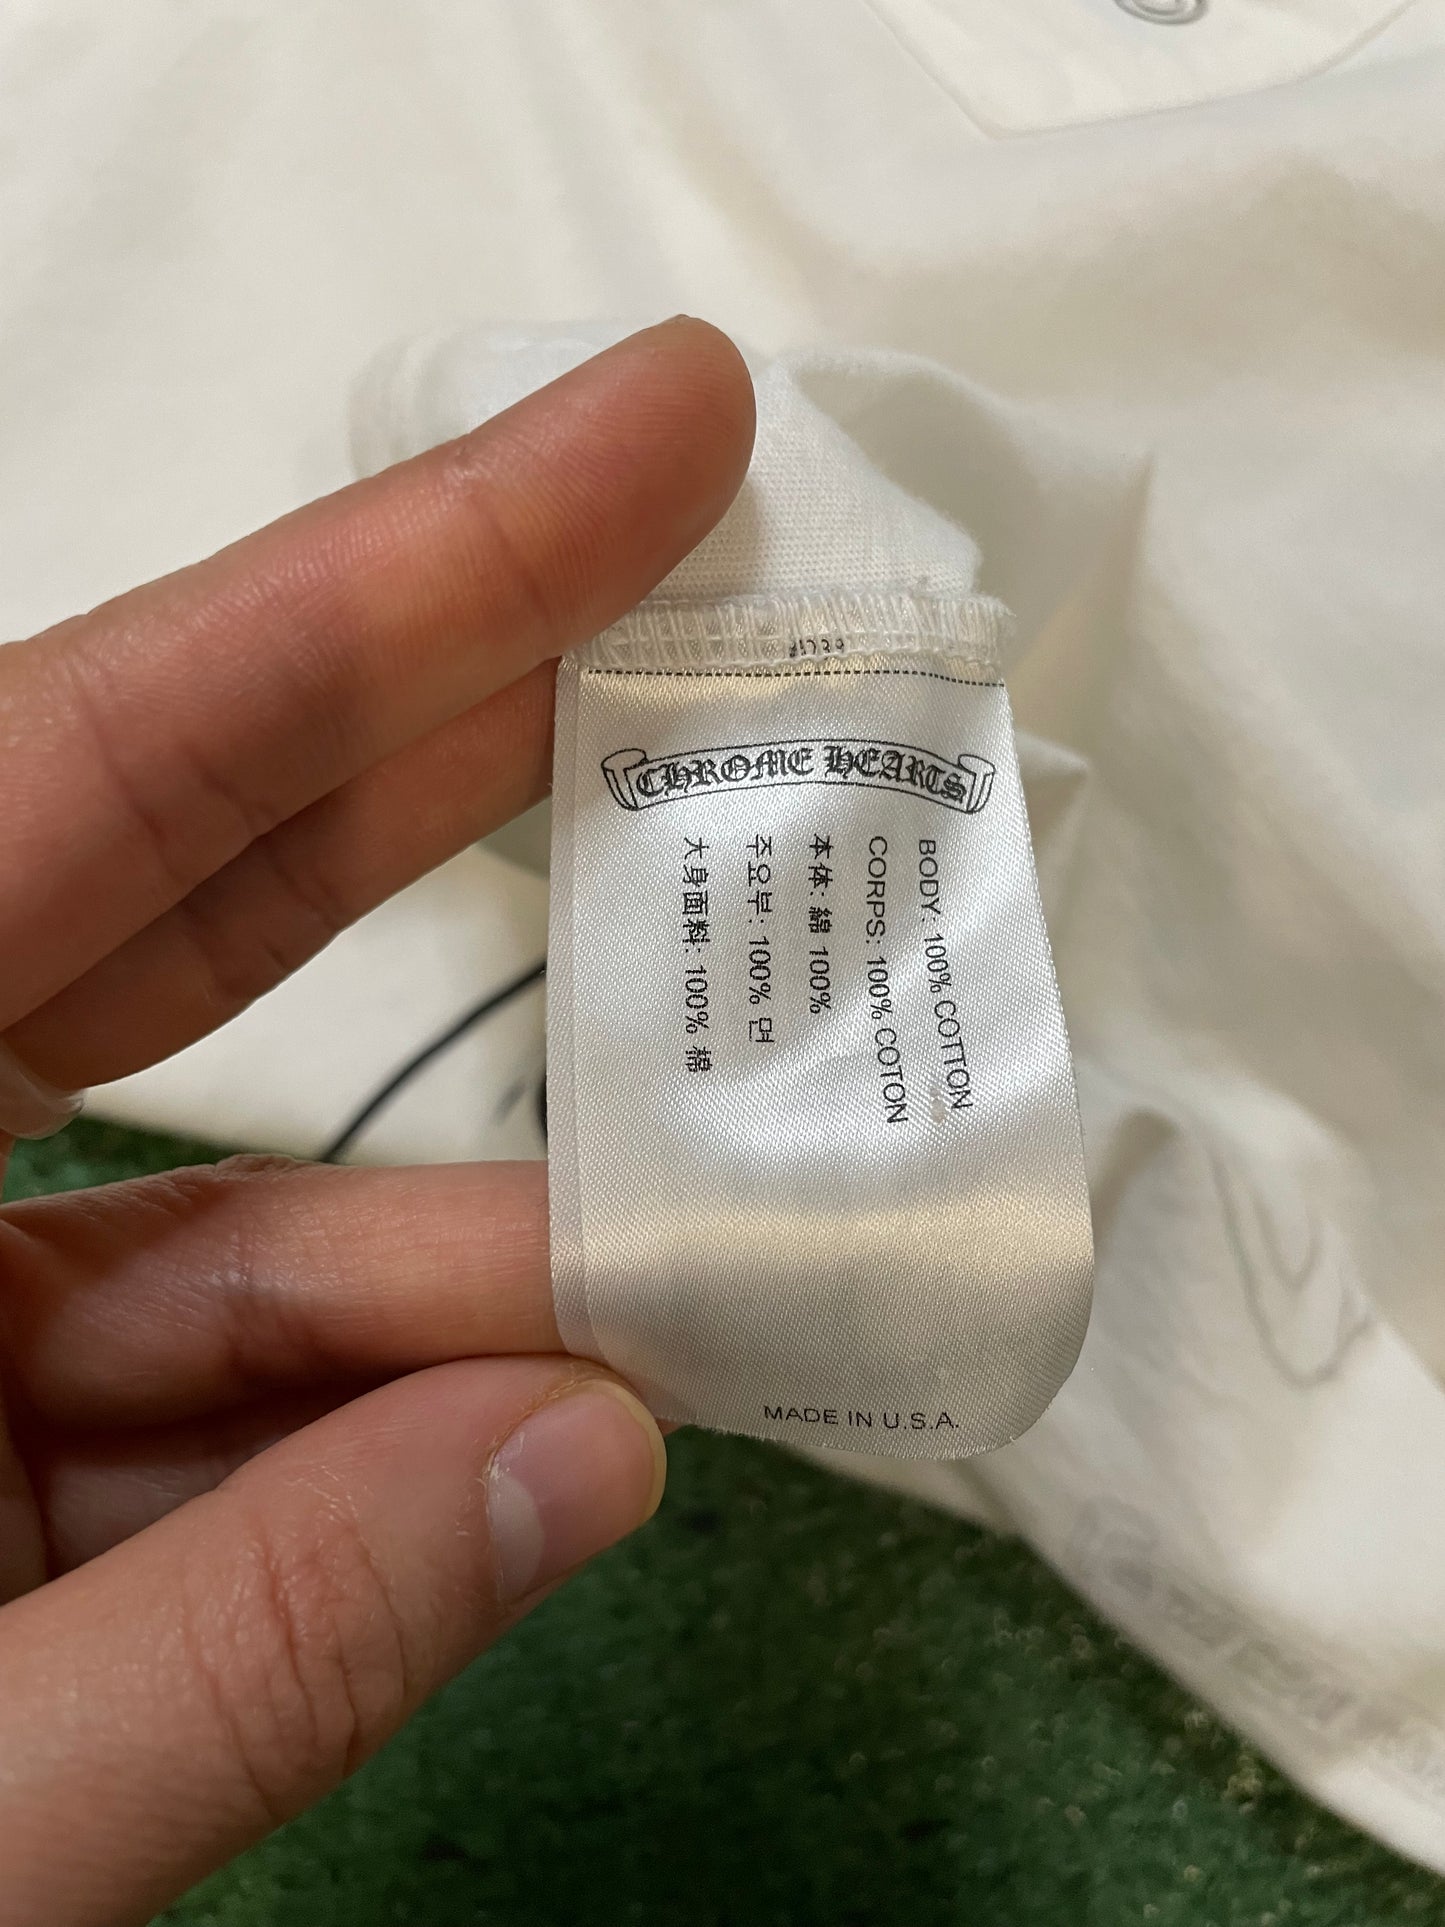 CHROME HEARTS
BODY: 100% COTTON
CORPS: 100% COTON
本体: 綿 100%
주요부: 100% 면
大身面料: 100% 棉
MADE IN U.S.A.